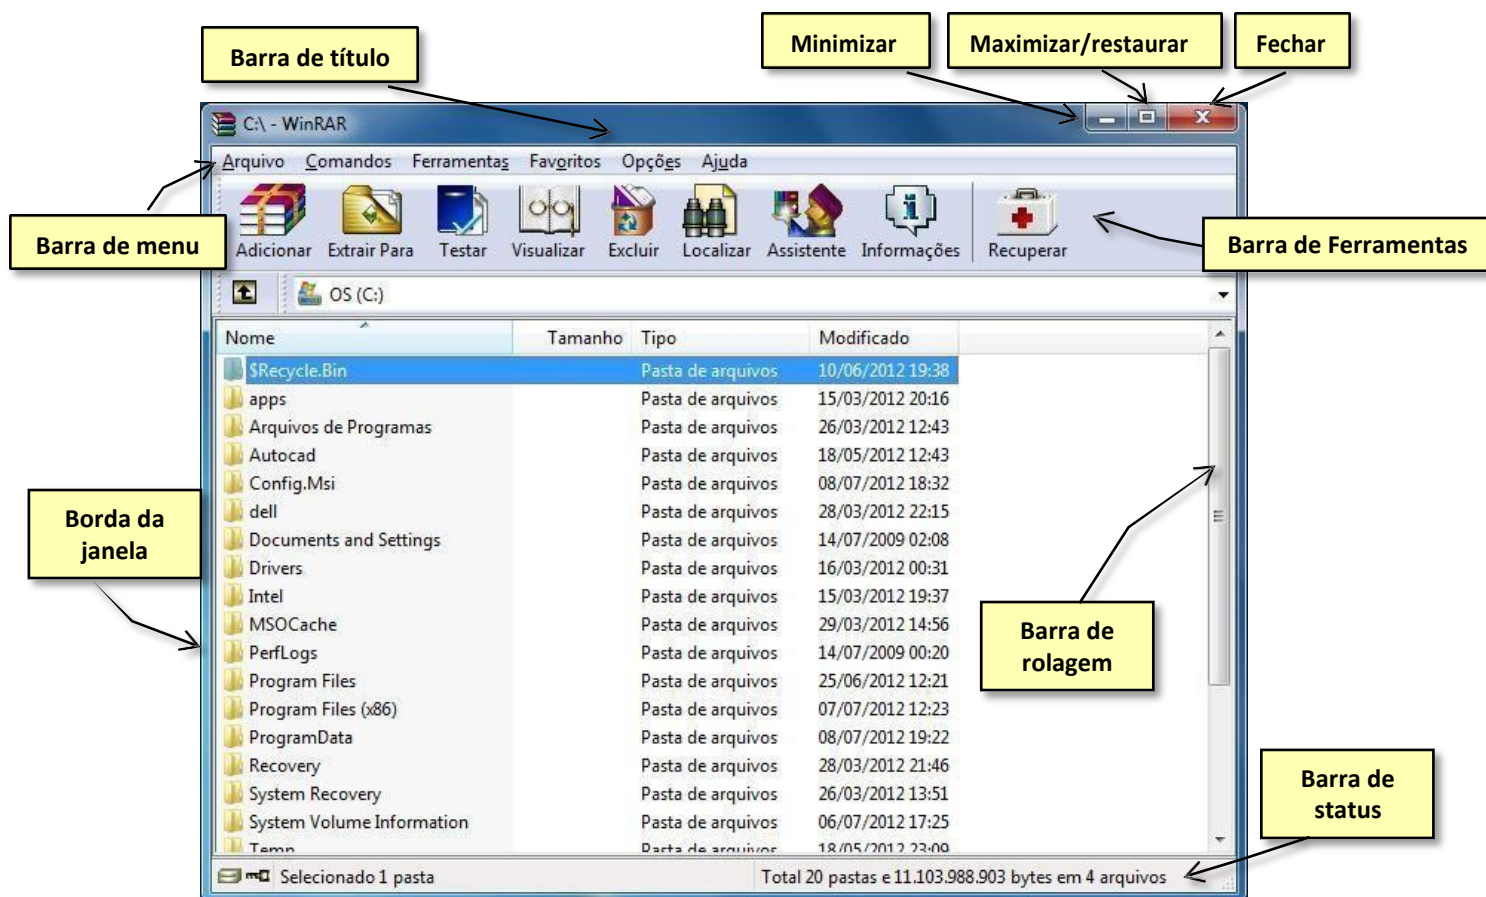 Barra de título
Minimizar
Maximizar/restaurar
Fechar
C:\ - WinRAR
Arquivo Comandos Ferramentas Favoritos Opções Ajuda
Adicionar Extrair Para Testar Visualizar Excluir Localizar Assistente Informações Recuperar
Barra de menu
Barra de Ferramentas
OS (C:)
Nome Tamanho Tipo Modificado
$Recycle.Bin Pasta de arquivos 10/06/2012 19:38
apps Pasta de arquivos 15/03/2012 20:16
Arquivos de Programas Pasta de arquivos 26/03/2012 12:43
Autocad Pasta de arquivos 18/05/2012 12:43
Config.Msi Pasta de arquivos 08/07/2012 18:32
dell Pasta de arquivos 28/03/2012 22:15
Documents and Settings Pasta de arquivos 14/07/2009 02:08
Drivers Pasta de arquivos 16/03/2012 00:31
Intel Pasta de arquivos 15/03/2012 19:37
MSOCache Pasta de arquivos 29/03/2012 14:56
PerfLogs Pasta de arquivos 14/07/2009 00:20
Program Files Pasta de arquivos 25/06/2012 12:21
Program Files (x86) Pasta de arquivos 07/07/2012 12:23
ProgramData Pasta de arquivos 08/07/2012 19:22
Recovery Pasta de arquivos 28/03/2012 21:46
System Recovery Pasta de arquivos 26/03/2012 13:51
System Volume Information Pasta de arquivos 06/07/2012 17:25
Temp Pasta de arquivos 18/05/2012 23:09
Borda da
janela
Barra de
rolagem
Barra de
status
Selecionado 1 pasta
Total 20 pastas e 11.103.988.903 bytes em 4 arquivos